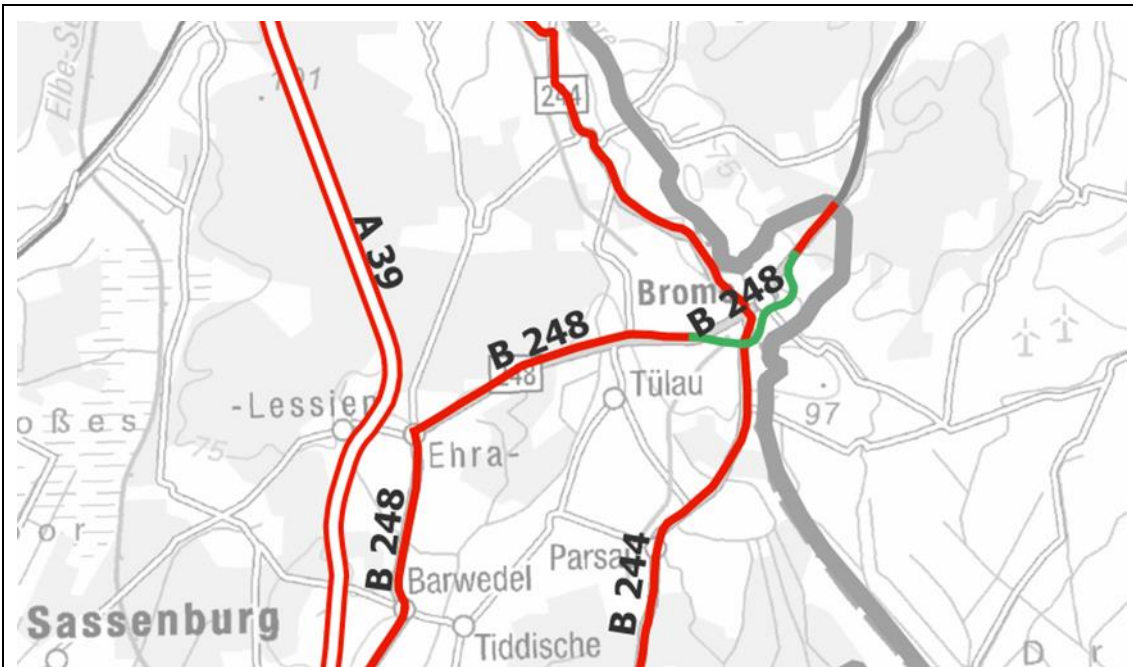 Elbe-Se
101
244
75
A 39
Brome
B 248
B 248
248
Tülau
-Lessien
97
oßes
75
Ehra-
B 248
or
Parsau
B 244
Barwedel
Sassenburg
Tiddische
D r